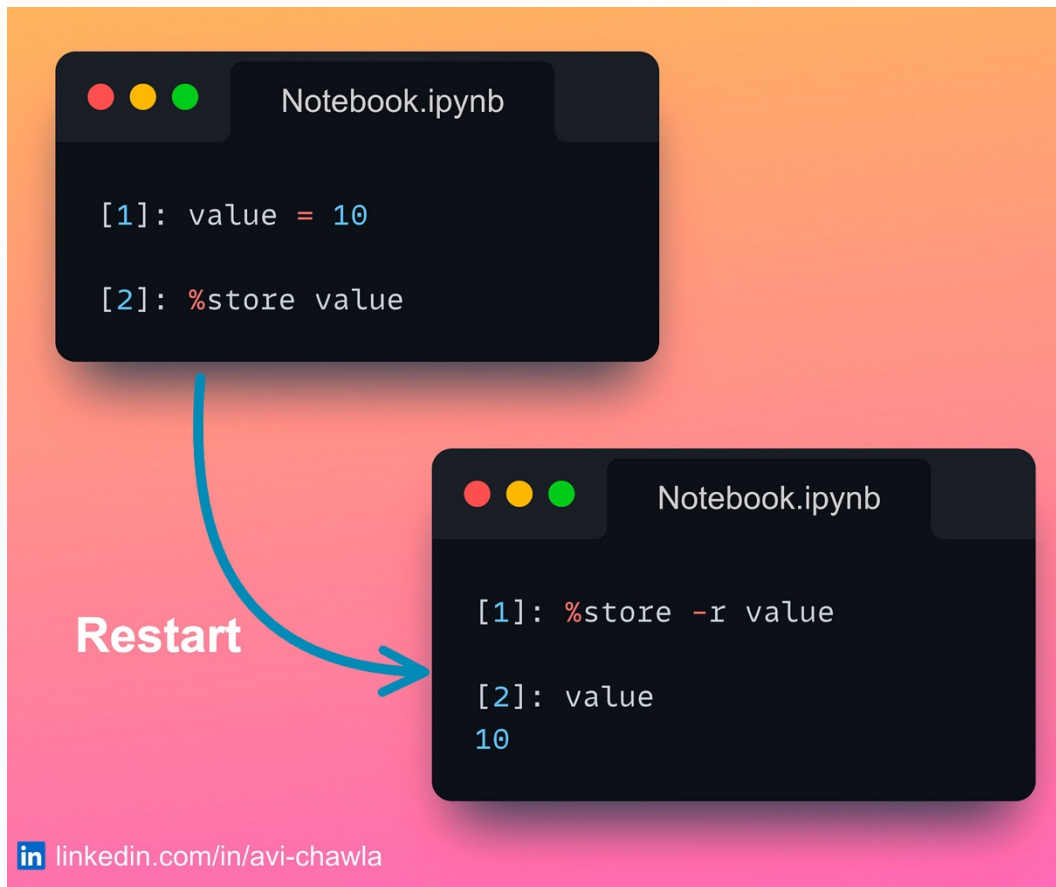 Notebook.ipynb
[1]: value = 10
[2]: %store value
Restart
Notebook.ipynb
[1]: %store -r value
[2]: value
10
in linkedin.com/in/avi-chawla